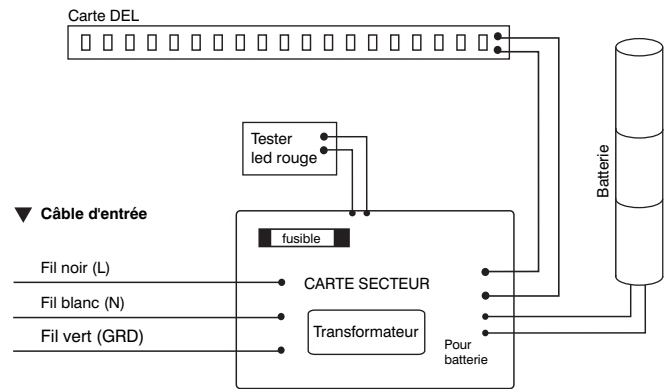 Carte DEL
Tester
led rouge
Batterie
▼ Câble d'entrée
fusible
Fil noir (L)
CARTE SECTEUR
Fil blanc (N)
Transformateur
Fil vert (GRD)
Pour
batterie